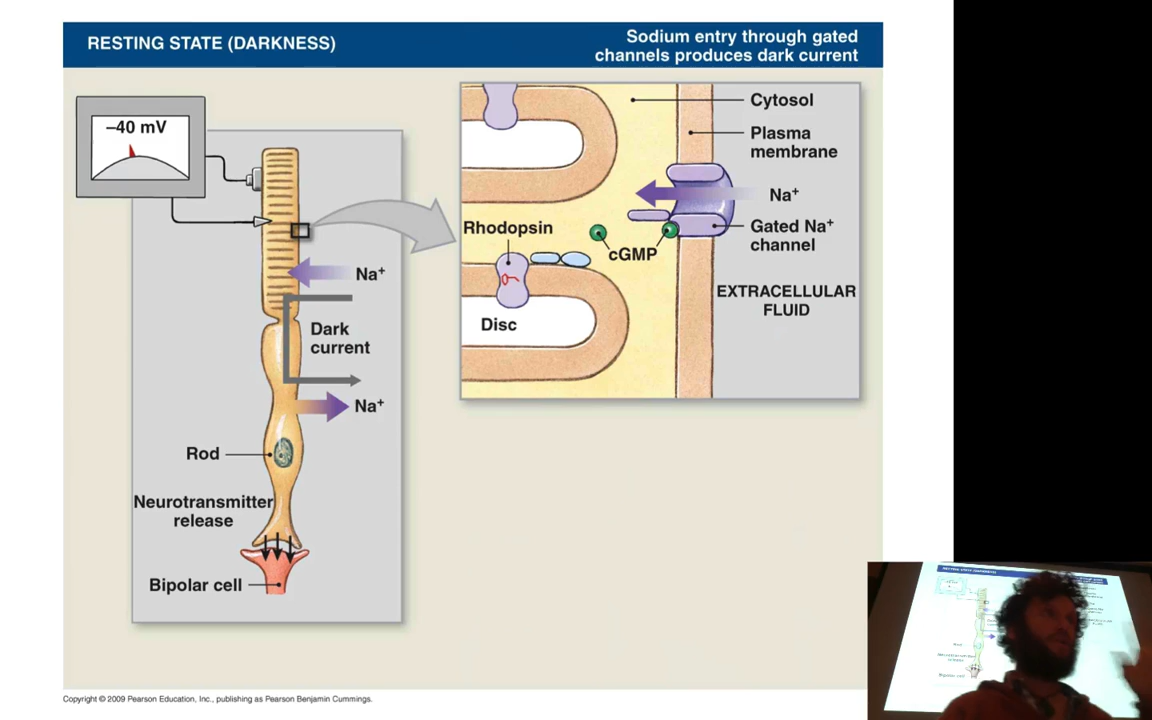 RESTING STATE (DARKNESS)
Sodium entry through gated
channels produces dark current
–40 mV
Na⁺
Dark
current
Na⁺
Rod
Neurotransmitter
release
Bipolar cell
Cytosol
Plasma
membrane
Na⁺
Gated Na⁺
channel
Rhodopsin
cGMP
Disc
EXTRACELLULAR
FLUID
Copyright © 2009 Pearson Education, Inc., publishing as Pearson Benjamin Cummings.